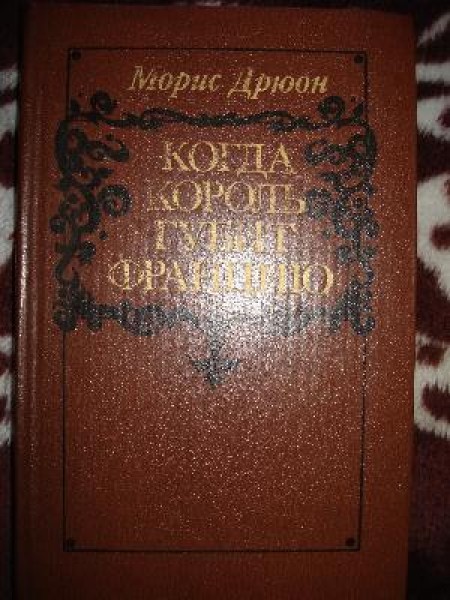 Морис Дрюон
КОГДА
КОРОЛЬ
ГУБИТ
ФРАНЦИЮ